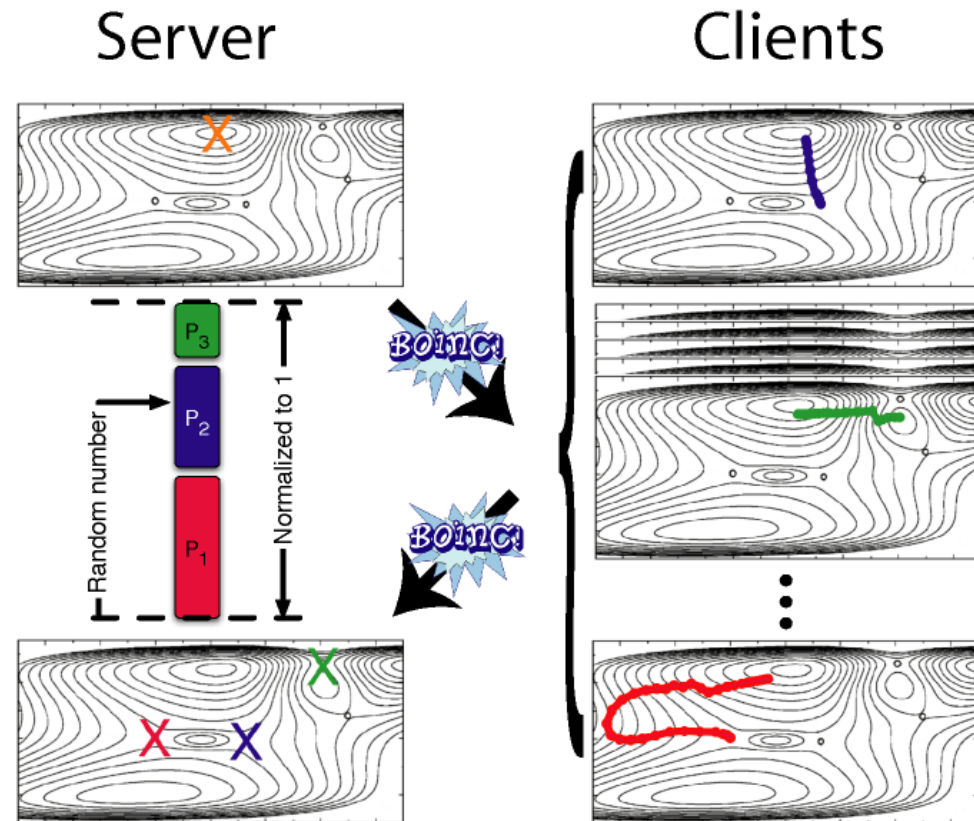 Server
Clients
X
P3
P2
P1
Random number
Normalized to 1
BOINC!
BOINC!
X
X
X